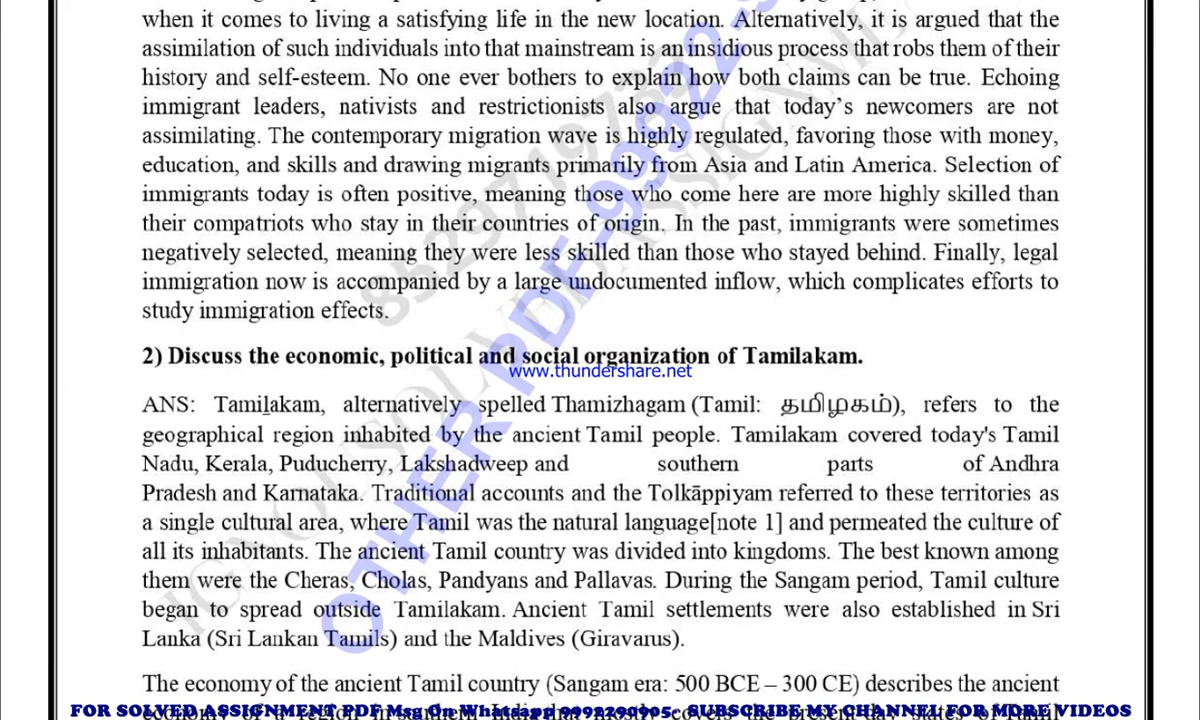 when it comes to living a satisfying life in the new location. Alternatively, it is argued that the
assimilation of such individuals into that mainstream is an insidious process that robs them of their
history and self-esteem. No one ever bothers to explain how both claims can be true. Echoing
immigrant leaders, nativists and restrictionists also argue that today's newcomers are not
assimilating. The contemporary migration wave is highly regulated, favoring those with money,
education, and skills and drawing migrants primarily from Asia and Latin America. Selection of
immigrants today is often positive, meaning those who come here are more highly skilled than
their compatriots who stay in their countries of origin. In the past, immigrants were sometimes
negatively selected, meaning they were less skilled than those who stayed behind. Finally, legal
immigration now is accompanied by a large undocumented inflow, which complicates efforts to
study immigration effects.
2) Discuss the economic, political and social organization of Tamilakam.
www.thundershare.net
ANS: Tamiḻakam, alternatively spelled Thamizhagam (Tamil: தமிழகம்), refers to the
geographical region inhabited by the ancient Tamil people. Tamilakam covered today's Tamil
Nadu, Kerala, Puducherry, Lakshadweep and southern parts of Andhra
Pradesh and Karnataka. Traditional accounts and the Tolkāppiyam referred to these territories as
a single cultural area, where Tamil was the natural language[note 1] and permeated the culture of
all its inhabitants. The ancient Tamil country was divided into kingdoms. The best known among
them were the Cheras, Cholas, Pandyans and Pallavas. During the Sangam period, Tamil culture
began to spread outside Tamilakam. Ancient Tamil settlements were also established in Sri
Lanka (Sri Lankan Tamils) and the Maldives (Giravarus).
The economy of the ancient Tamil country (Sangam era: 500 BCE – 300 CE) describes the ancient
FOR SOLVED ASSIGNMENT PDF Msg On Whatsapp 9992290905- SUBSCRIBE MY CHANNEL FOR MORE VIDEOS
OTHER PDF-99922-9